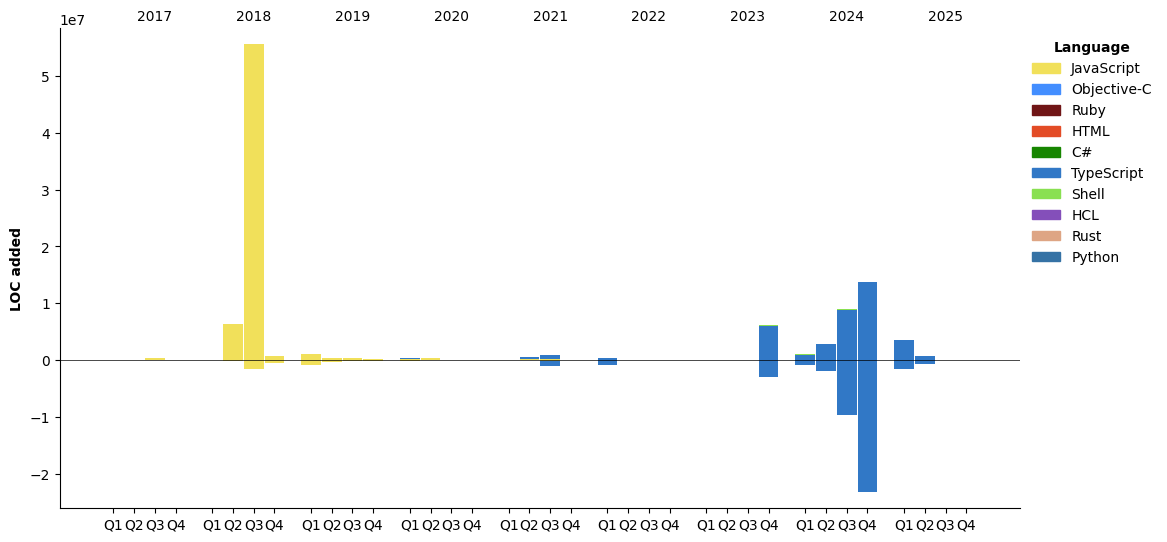 2017 2018 2019 2020 2021 2022 2023 2024 2025
1e7
Language
JavaScript
Objective-C
Ruby
HTML
C#
TypeScript
Shell
HCL
Rust
Python
LOC added
5
4
3
2
1
0
−1
−2
Q1 Q2 Q3 Q4 Q1 Q2 Q3 Q4 Q1 Q2 Q3 Q4 Q1 Q2 Q3 Q4 Q1 Q2 Q3 Q4 Q1 Q2 Q3 Q4 Q1 Q2 Q3 Q4 Q1 Q2 Q3 Q4 Q1 Q2 Q3 Q4